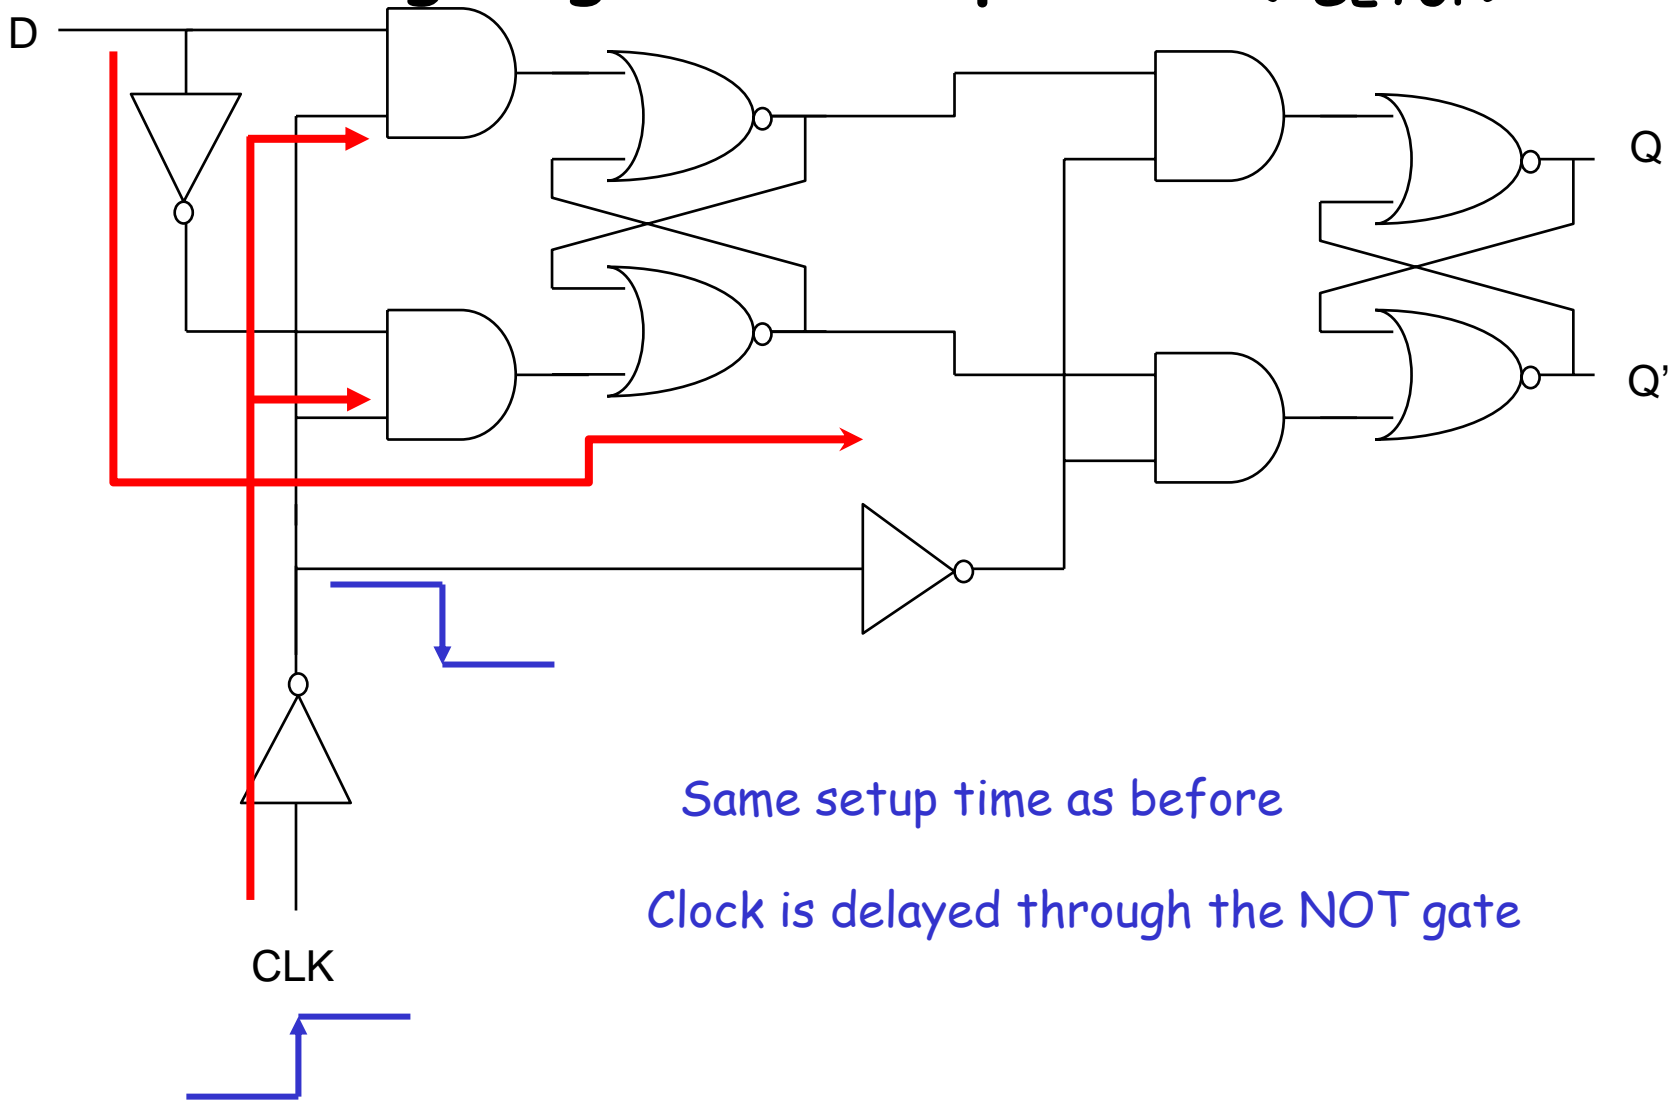 D
Q
Q’
Same setup time as before
Clock is delayed through the NOT gate
CLK